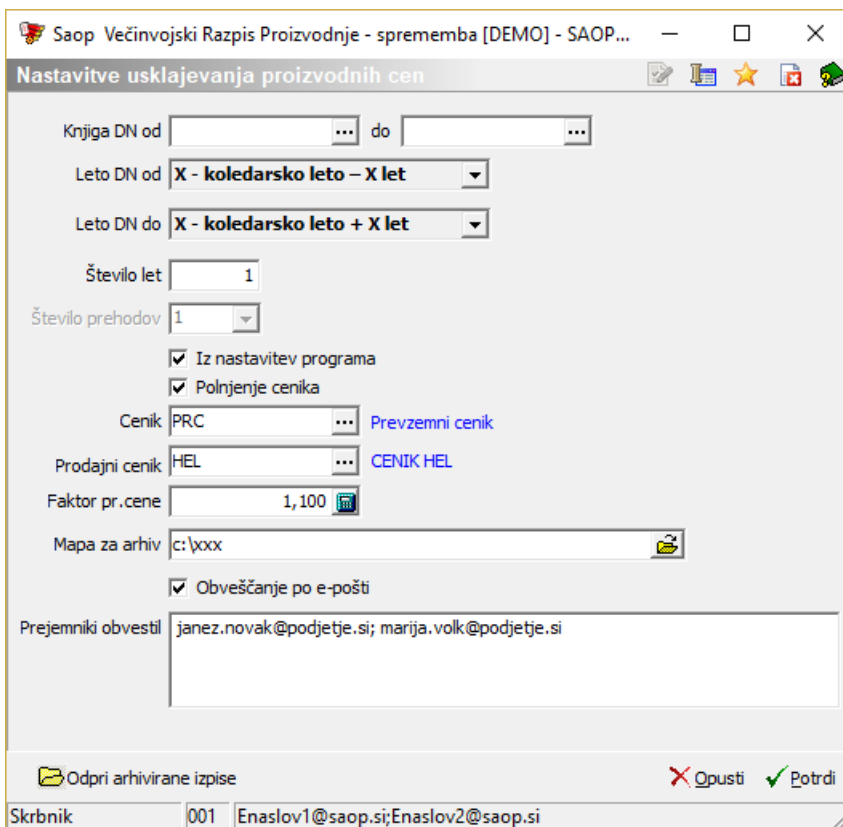 Saop Večinvojski Razpis Proizvodnje - sprememba [DEMO] - SAOP...
Nastavitve usklajevanja proizvodnih cen
Knjiga DN od ... do ...
Leto DN od X - koledarsko leto – X let
Leto DN do X - koledarsko leto + X let
Število let 1
Število prehodov 1
Iz nastavitev programa
Polnjenje cenika
Cenik PRC ... Prevzemni cenik
Prodajni cenik HEL ... CENIK HEL
Faktor pr.cene 1,100
Mapa za arhiv c:\xxx
Obveščanje po e-pošti
Prejemniki obvestil janez.novak@podjetje.si; marija.volk@podjetje.si
Odpri arhivirane izpise Opusti Potrdi
Skrbnik 001 Enaslov1@saop.si;Enaslov2@saop.si